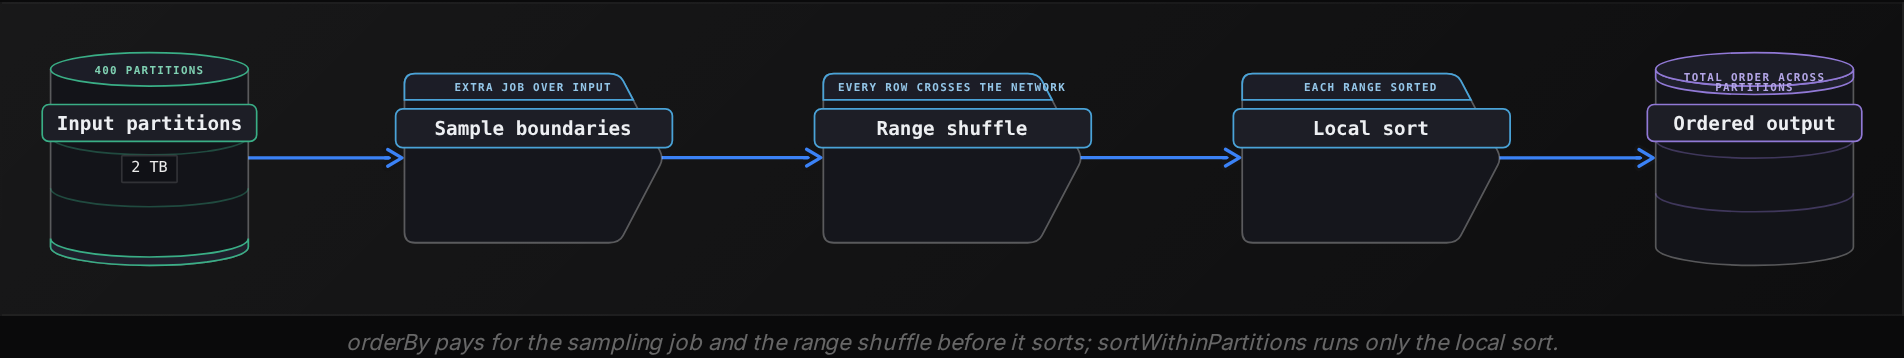 400 PARTITIONS
Input partitions
2 TB
EXTRA JOB OVER INPUT
Sample boundaries
EVERY ROW CROSSES THE NETWORK
Range shuffle
EACH RANGE SORTED
Local sort
TOTAL ORDER ACROSS
PARTITIONS
Ordered output
orderBy pays for the sampling job and the range shuffle before it sorts; sortWithinPartitions runs only the local sort.